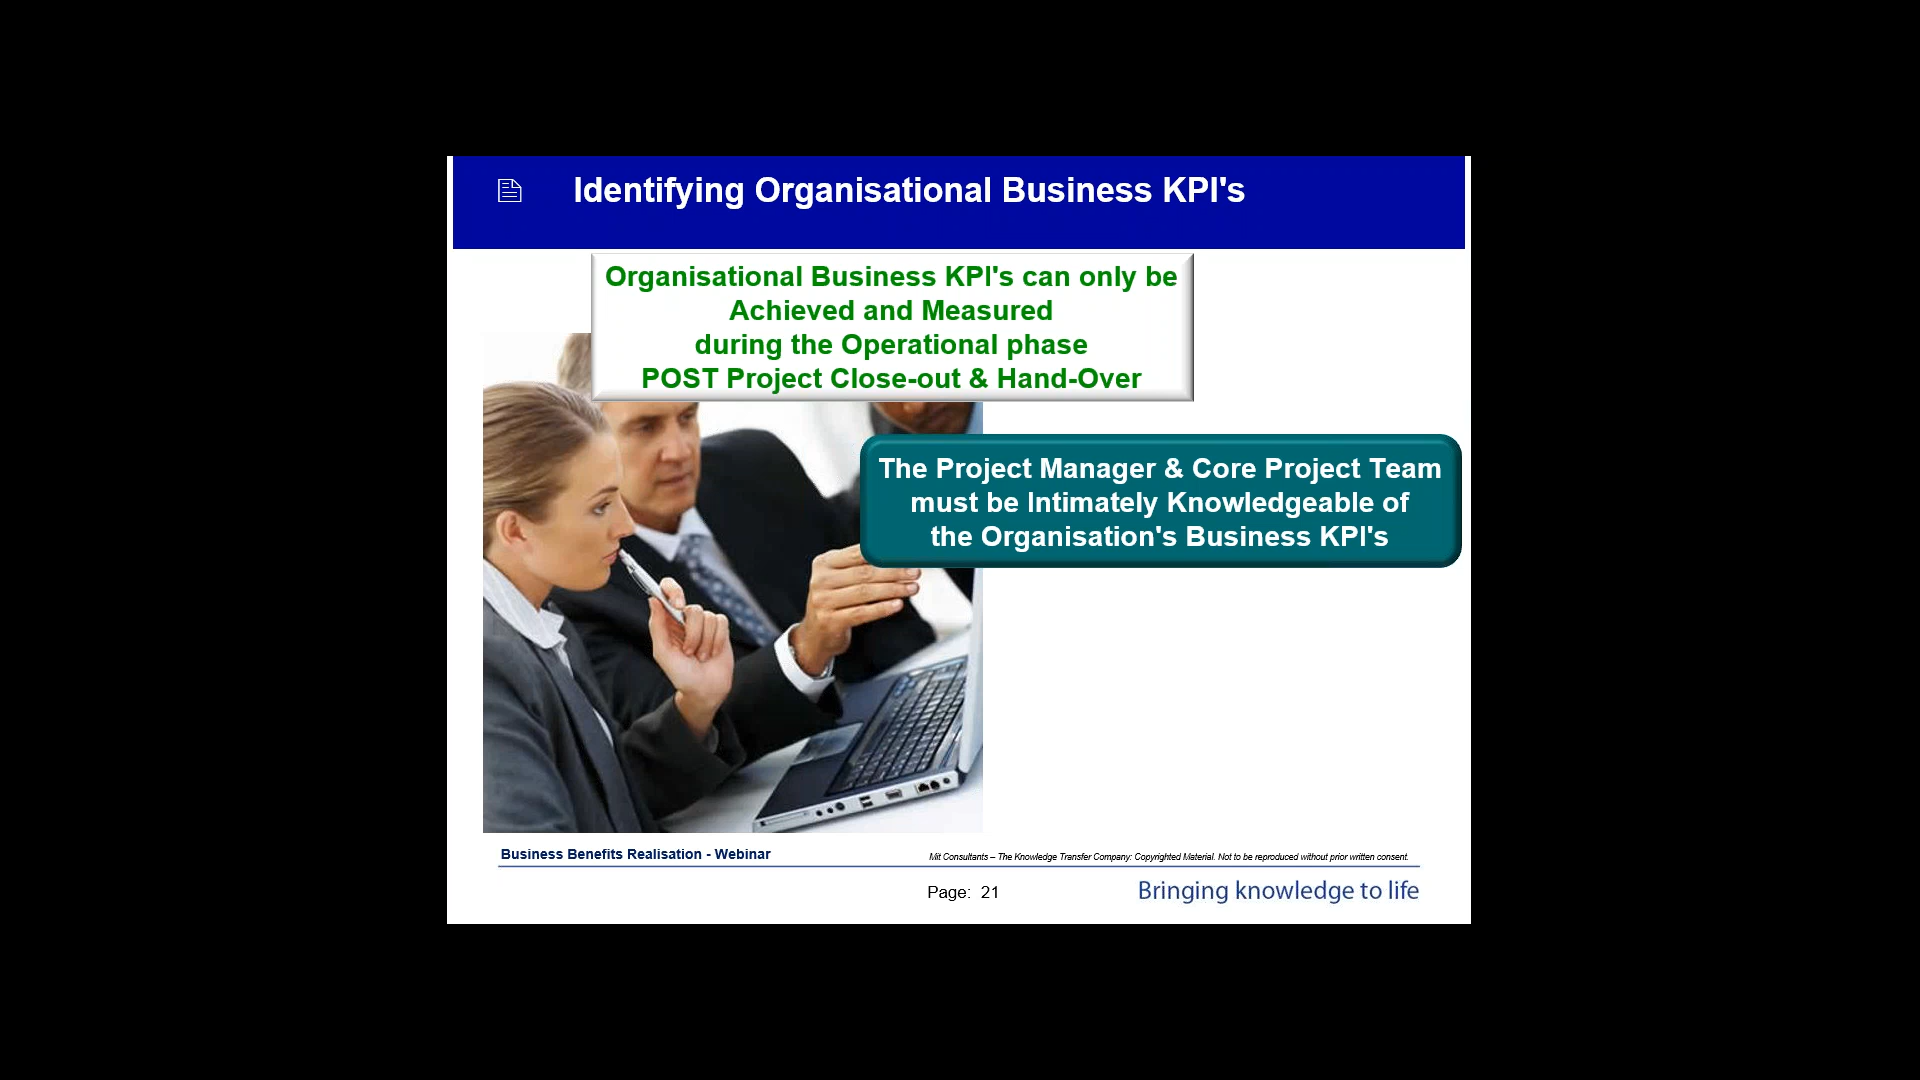 Identifying Organisational Business KPI's
Organisational Business KPI's can only be
Achieved and Measured
during the Operational phase
POST Project Close-out & Hand-Over
The Project Manager & Core Project Team
must be Intimately Knowledgeable of
the Organisation's Business KPI's
Business Benefits Realisation - Webinar
Mit Consultants – The Knowledge Transfer Company: Copyrighted Material. Not to be reproduced without prior written consent.
Page: 21
Bringing knowledge to life